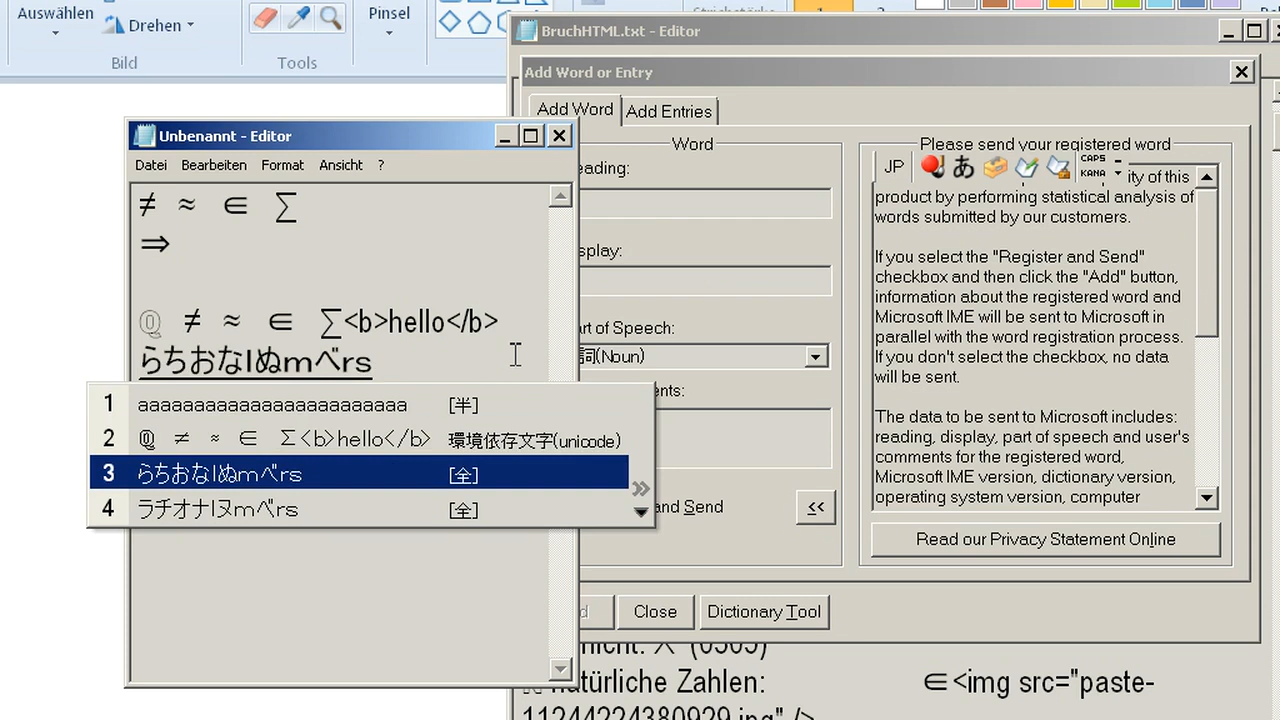 Auswählen
Drehen
Bild
Tools
Pinsel
Strichstärke
1
2
BruchHTML.txt - Editor
Add Word or Entry
Add Word
Add Entries
Word
eading:
splay:
art of Speech:
詞(Noun)
ents:
and Send
<<
Please send your registered word
JP
あ
CAPS
KANA
ity of this
product by performing statistical analysis of
words submitted by our customers.
If you select the "Register and Send"
checkbox and then click the "Add" button,
information about the registered word and
Microsoft IME will be sent to Microsoft in
parallel with the word registration process.
If you don't select the checkbox, no data
will be sent.
The data to be sent to Microsoft includes:
reading, display, part of speech and user's
comments for the registered word,
Microsoft IME version, dictionary version,
operating system version, computer
Read our Privacy Statement Online
d
Close
Dictionary Tool
Unbenannt - Editor
Datei Bearbeiten Format Ansicht ?
≠ ≈ ∈ ∑
⇒
ℚ ≠ ≈ ∈ ∑<b>hello</b>
らちおなlぬmべrs
1 aaaaaaaaaaaaaaaaaaaaaaaa [半]
2 ℚ ≠ ≈ ∈ ∑<b>hello</b> 環境依存文字(unicode)
3 らちおなlぬmべrs [全]
4 ラチオナlヌmベrs [全]
natürliche Zahlen: ∈<img src="paste-
11244224380929.jpg" />